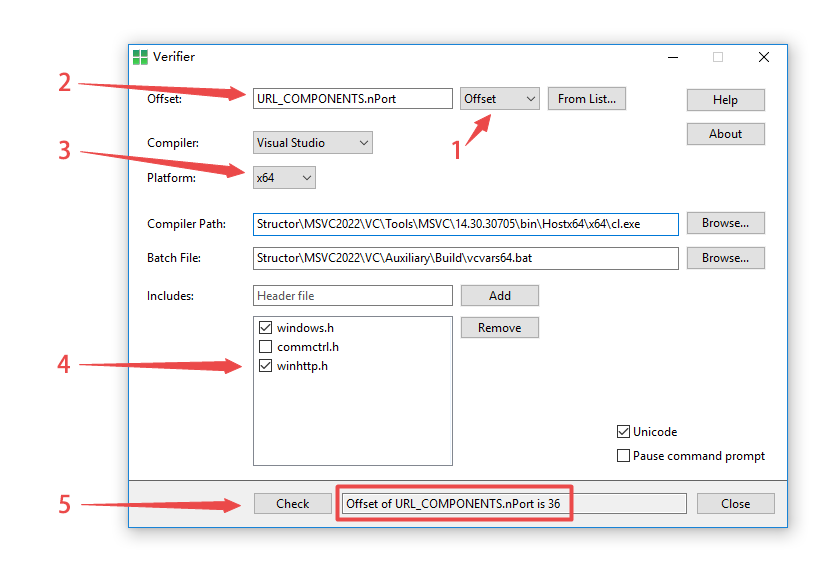 Verifier
2
Offset:
URL_COMPONENTS.nPort
Offset
From List...
Help
1
About
Compiler:
Visual Studio
3
Platform:
x64
Compiler Path:
Structor\MSVC2022\VC\Tools\MSVC\14.30.30705\bin\Hostx64\x64\cl.exe
Browse...
Batch File:
Structor\MSVC2022\VC\Auxiliary\Build\vcvars64.bat
Browse...
Includes:
Header file
Add
windows.h
Remove
commctrl.h
4
winhttp.h
Unicode
Pause command prompt
5
Check
Offset of URL_COMPONENTS.nPort is 36
Close